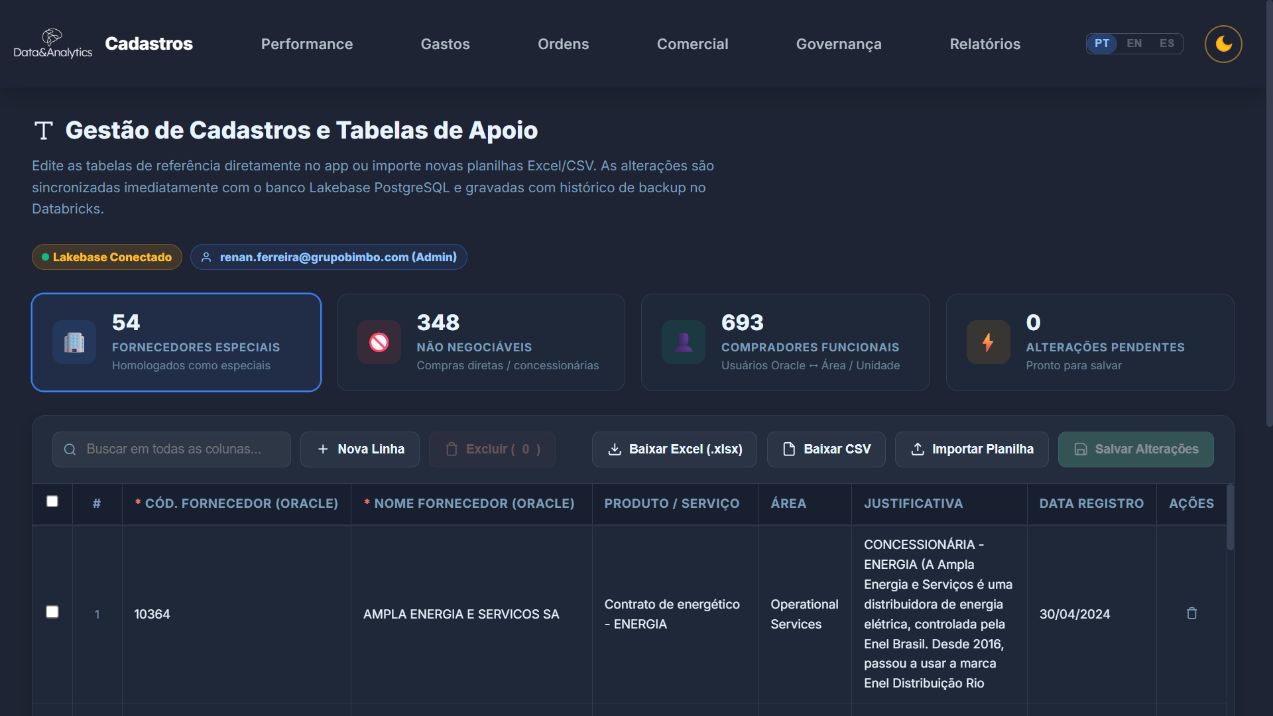 Data&Analytics
Cadastros
Performance
Gastos
Ordens
Comercial
Governança
Relatórios
PT EN ES
Gestão de Cadastros e Tabelas de Apoio
Edite as tabelas de referência diretamente no app ou importe novas planilhas Excel/CSV. As alterações são
sincronizadas imediatamente com o banco Lakebase PostgreSQL e gravadas com histórico de backup no
Databricks.
Lakebase Conectado
renan.ferreira@grupobimbo.com (Admin)
54
FORNECEDORES ESPECIAIS
Homologados como especiais
348
NÃO NEGOCIÁVEIS
Compras diretas / concessionárias
693
COMPRADORES FUNCIONAIS
Usuários Oracle ↔ Área / Unidade
0
ALTERAÇÕES PENDENTES
Pronto para salvar
Buscar em todas as colunas...
+ Nova Linha
Excluir ( 0 )
Baixar Excel (.xlsx)
Baixar CSV
Importar Planilha
Salvar Alterações
#
* CÓD. FORNECEDOR (ORACLE)
* NOME FORNECEDOR (ORACLE)
PRODUTO / SERVIÇO
ÁREA
JUSTIFICATIVA
DATA REGISTRO
AÇÕES
1
10364
AMPLA ENERGIA E SERVICOS SA
Contrato de energético
- ENERGIA
Operational
Services
CONCESSIONÁRIA -
ENERGIA (A Ampla
Energia e Serviços é uma
distribuidora de energia
elétrica, controlada pela
Enel Brasil. Desde 2016,
passou a usar a marca
Enel Distribuição Rio
30/04/2024